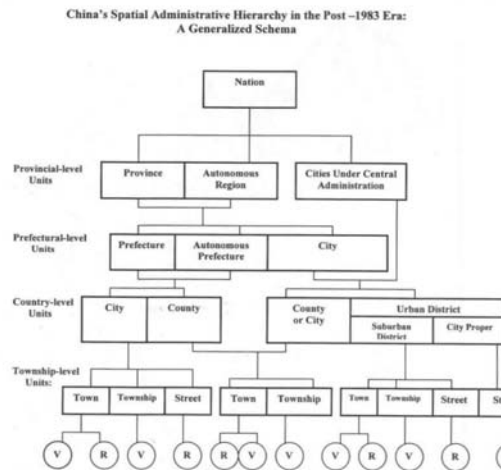 China's Spatial Administrative Hierarchy in the Post –1983 Era:
A Generalized Schema
Nation
Provincial-level
Units
Province
Autonomous
Region
Cities Under Central
Administration
Prefectural-level
Units
Prefecture
Autonomous
Prefecture
City
Country-level
Units
City
County
County
or City
Urban District
Suburban
District
City Proper
Township-level
Units:
Town
Township
Street
Town
Township
Town
Township
Street
V
R
V
R
R
V
V
V
R
V
R